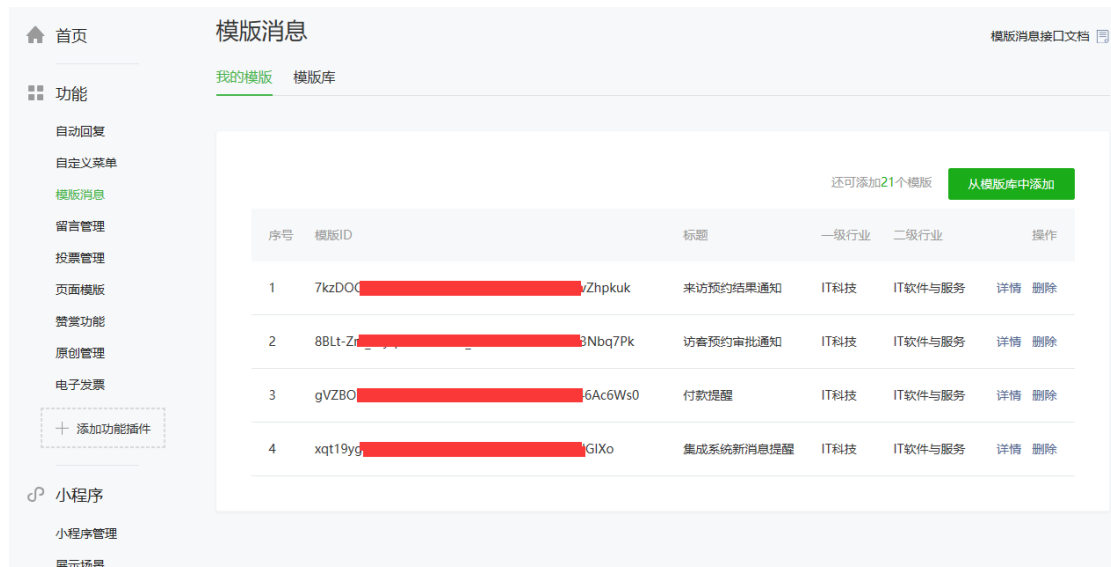 首页
功能
自动回复
自定义菜单
模版消息
留言管理
投票管理
页面模版
赞赏功能
原创管理
电子发票
添加功能插件
小程序
小程序管理
展示场景
模版消息
模版消息接口文档
我的模版 模版库
还可添加21个模版 从模版库中添加
序号 模版ID 标题 一级行业 二级行业 操作
1 7kzDO Zhpkuk 来访预约结果通知 IT科技 IT软件与服务 详情 删除
2 8BLt-Z Nbq7Pk 访客预约审批通知 IT科技 IT软件与服务 详情 删除
3 gVZBO 6Ac6Ws0 付款提醒 IT科技 IT软件与服务 详情 删除
4 xqt19yg GIXo 集成系统新消息提醒 IT科技 IT软件与服务 详情 删除